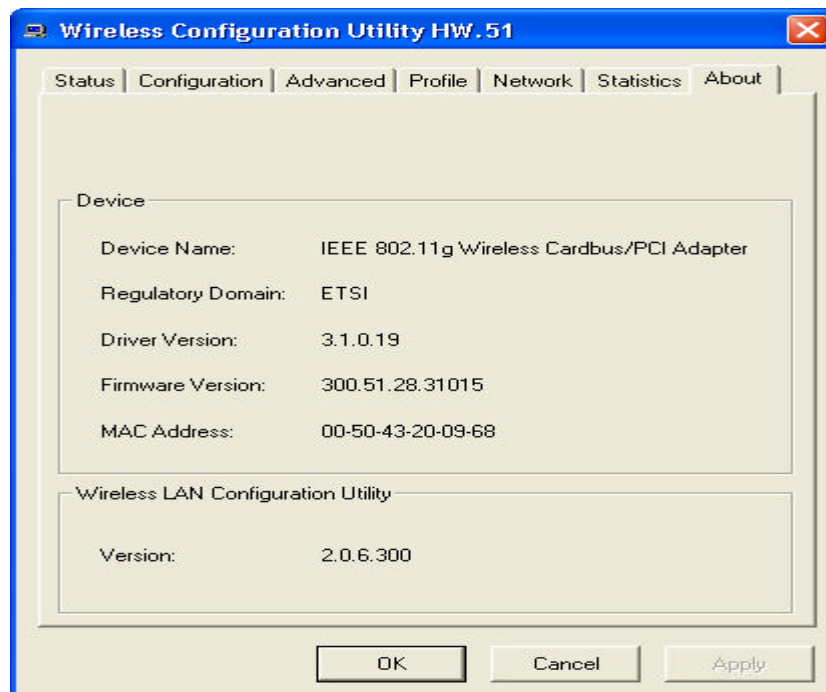 Wireless Configuration Utility HW.51
Status Configuration Advanced Profile Network Statistics About
Device
Device Name: IEEE 802.11g Wireless Cardbus/PCI Adapter
Regulatory Domain: ETSI
Driver Version: 3.1.0.19
Firmware Version: 300.51.28.31015
MAC Address: 00-50-43-20-09-68
Wireless LAN Configuration Utility
Version: 2.0.6.300
OK Cancel Apply